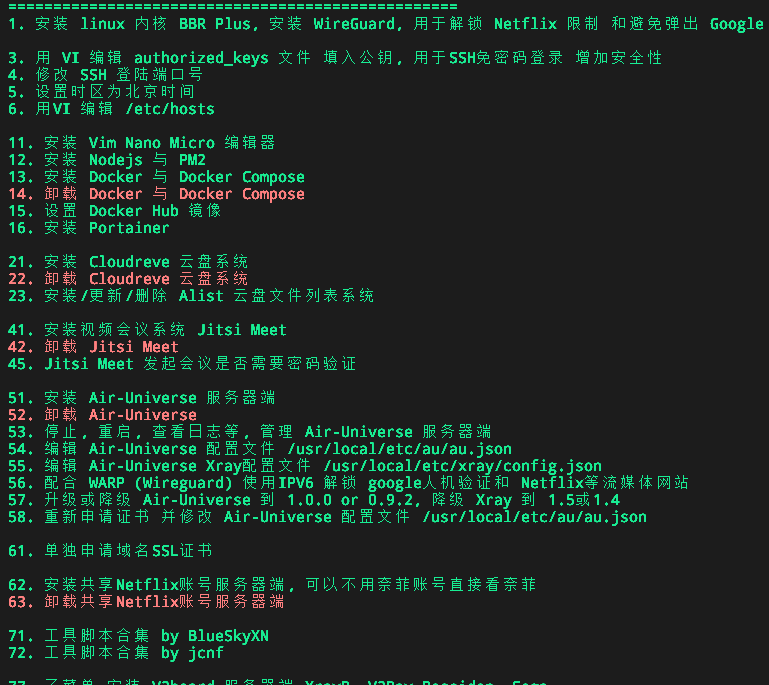 ==================================================
1. 安装 linux 内核 BBR Plus, 安装 WireGuard, 用于解锁 Netflix 限制 和避免弹出 Google
3. 用 VI 编辑 authorized_keys 文件 填入公钥, 用于SSH免密码登录 增加安全性
4. 修改 SSH 登陆端口号
5. 设置时区为北京时间
6. 用VI 编辑 /etc/hosts
11. 安装 Vim Nano Micro 编辑器
12. 安装 Nodejs 与 PM2
13. 安装 Docker 与 Docker Compose
14. 卸载 Docker 与 Docker Compose
15. 设置 Docker Hub 镜像
16. 安装 Portainer
21. 安装 Cloudreve 云盘系统
22. 卸载 Cloudreve 云盘系统
23. 安装/更新/删除 Alist 云盘文件列表系统
41. 安装视频会议系统 Jitsi Meet
42. 卸载 Jitsi Meet
45. Jitsi Meet 发起会议是否需要密码验证
51. 安装 Air-Universe 服务器端
52. 卸载 Air-Universe
53. 停止, 重启, 查看日志等, 管理 Air-Universe 服务器端
54. 编辑 Air-Universe 配置文件 /usr/local/etc/au/au.json
55. 编辑 Air-Universe Xray配置文件 /usr/local/etc/xray/config.json
56. 配合 WARP (Wireguard) 使用IPV6 解锁 google人机验证和 Netflix等流媒体网站
57. 升级或降级 Air-Universe 到 1.0.0 or 0.9.2, 降级 Xray 到 1.5或1.4
58. 重新申请证书 并修改 Air-Universe 配置文件 /usr/local/etc/au/au.json
61. 单独申请域名SSL证书
62. 安装共享Netflix账号服务器端, 可以不用奈菲账号直接看奈菲
63. 卸载共享Netflix账号服务器端
71. 工具脚本合集 by BlueSkyXN
72. 工具脚本合集 by jcnf
77. 子菜单 安装 V2board 服务器端 XrayR, V2Ray-Poseidon, Soga